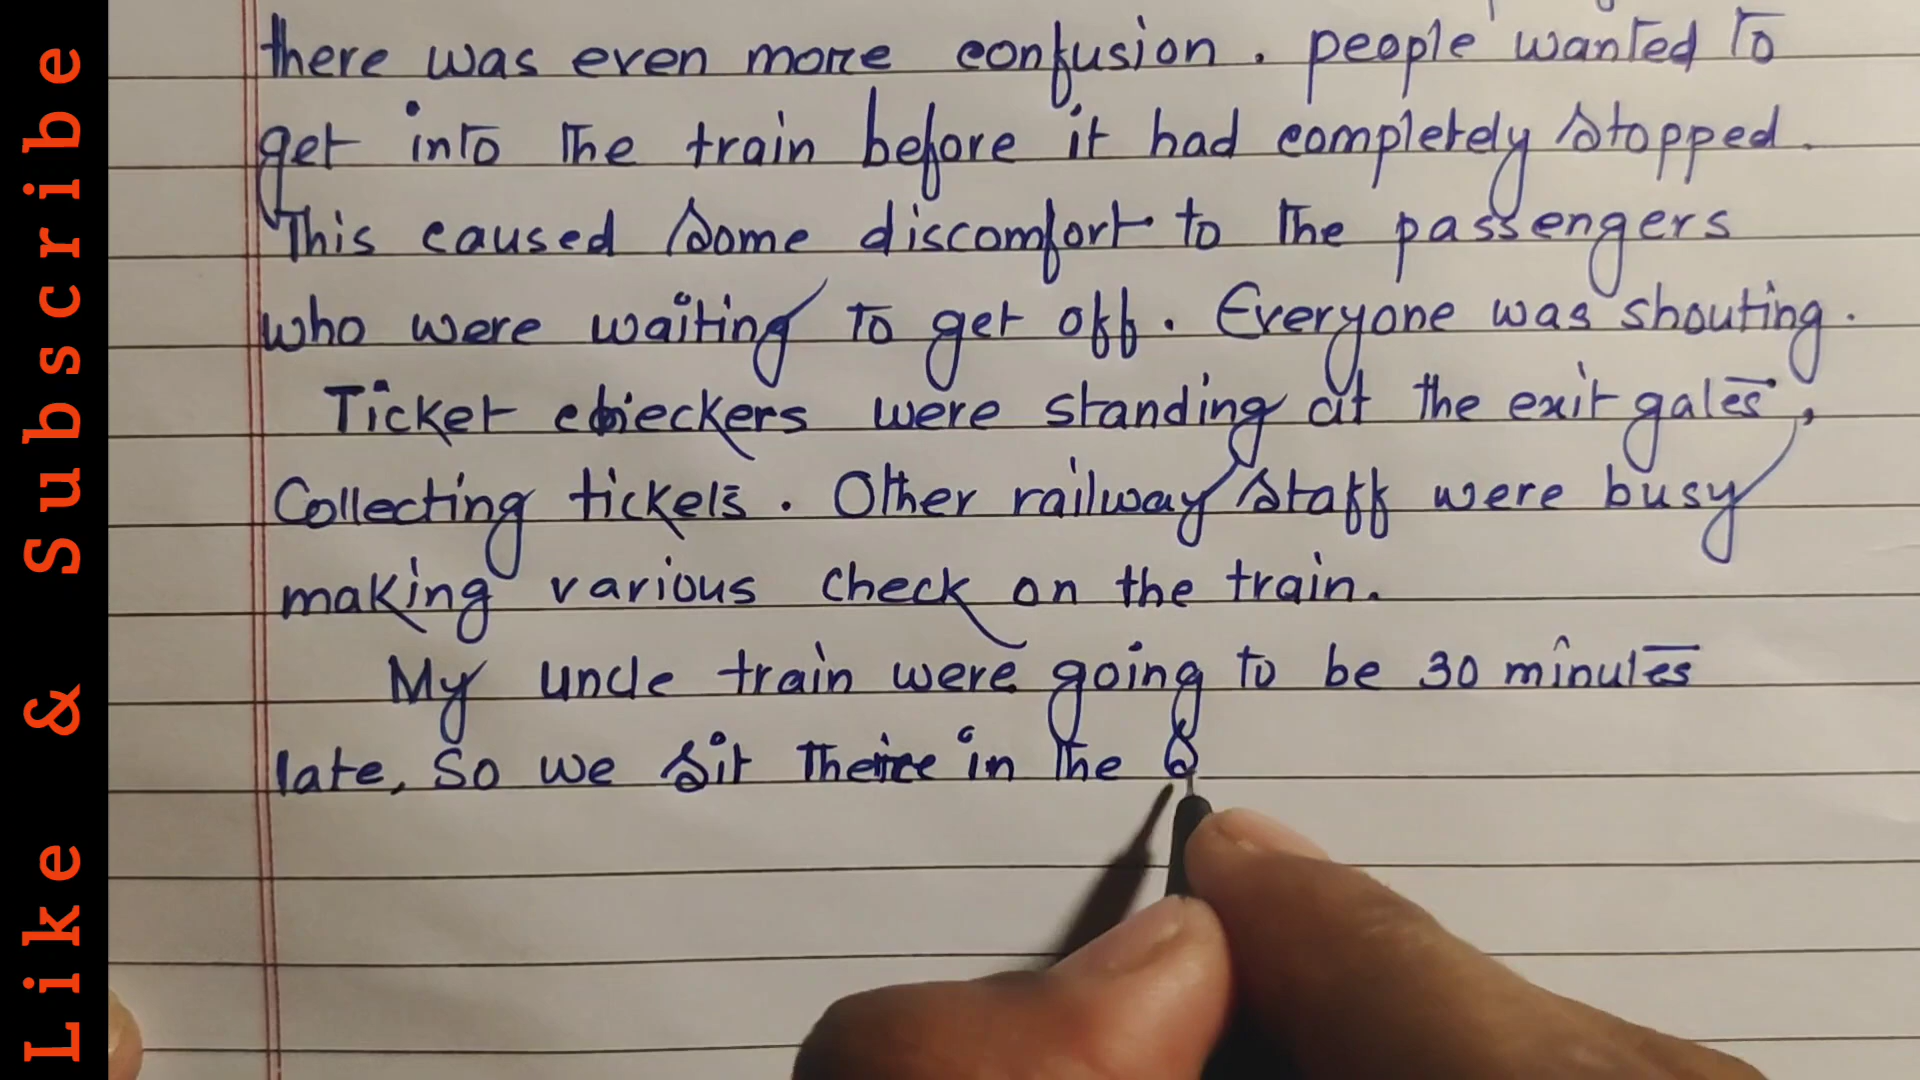 Like & Subscribe
there was even more confusion. people wanted to
get into the train before it had completely stopped.
This caused some discomfort to the passengers
who were waiting to get off. Everyone was shouting.
Ticket checkers were standing at the exit gates,
Collecting tickets. Other railway staff were busy
making various check on the train.
My uncle train were going to be 30 minutes
late, So we sit there in the